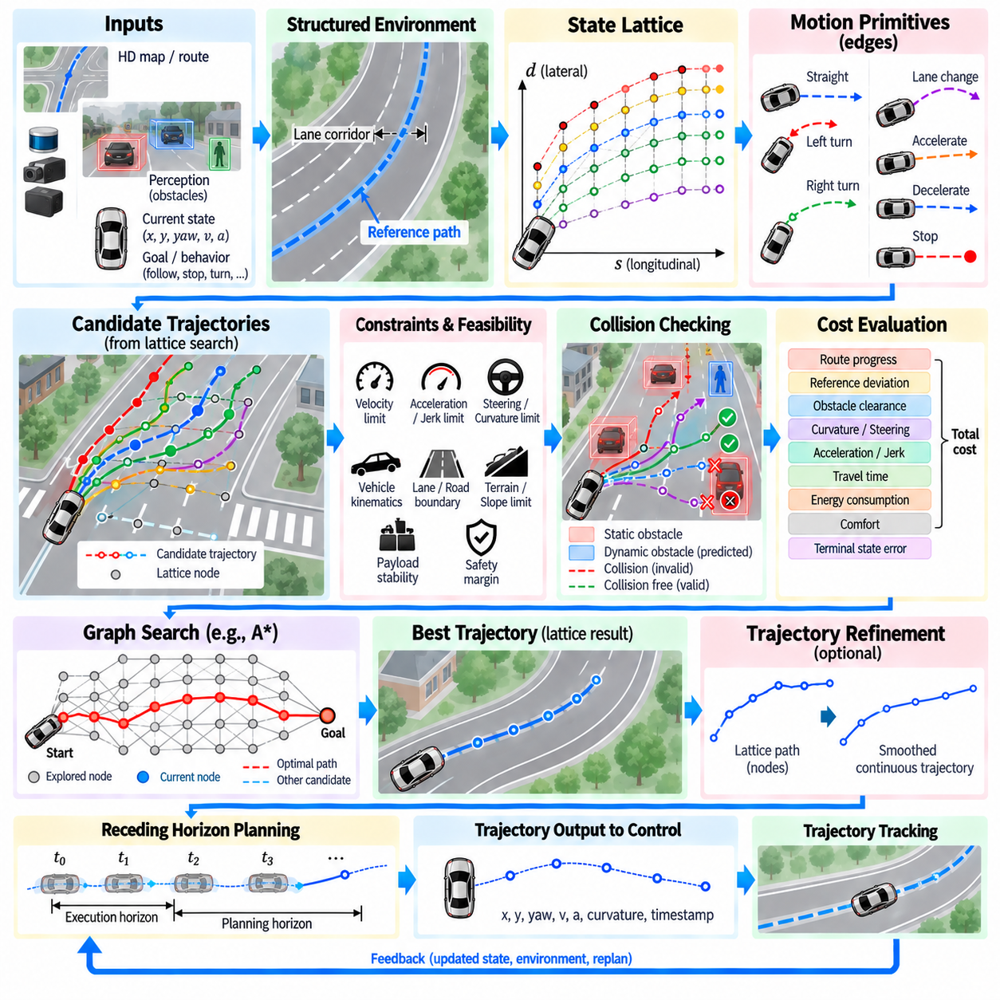 Inputs
HD map / route
Perception
(obstacles)
Current state
(x, y, yaw, v, a)
Goal / behavior
(follow, stop, turn, ...)
Structured Environment
Lane corridor
Reference path
State Lattice
d (lateral)
s (longitudinal)
Motion Primitives
(edges)
Straight
Lane change
Left turn
Accelerate
Right turn
Decelerate
Stop
Candidate Trajectories
(from lattice search)
Candidate trajectory
Lattice node
Constraints & Feasibility
Velocity
limit
Acceleration
/ Jerk limit
Steering /
Curvature limit
Vehicle
kinematics
Lane / Road
boundary
Terrain /
Slope limit
Payload
stability
Safety
margin
Collision Checking
Static obstacle
Dynamic obstacle (predicted)
Collision (invalid)
Collision free (valid)
Cost Evaluation
Route progress
Reference deviation
Obstacle clearance
Curvature / Steering
Acceleration / Jerk
Travel time
Energy consumption
Comfort
Terminal state error
Total
cost
Graph Search (e.g., A*)
Start
Goal
Explored node
Current node
Optimal path
Other candidate
Best Trajectory (lattice result)
Trajectory Refinement
(optional)
Lattice path
(nodes)
Smoothed
continuous trajectory
Receding Horizon Planning
t0
t1
t2
t3
...
Execution horizon
Planning horizon
Trajectory Output to Control
x, y, yaw, v, a, curvature, timestamp
Trajectory Tracking
Feedback (updated state, environment, replan)